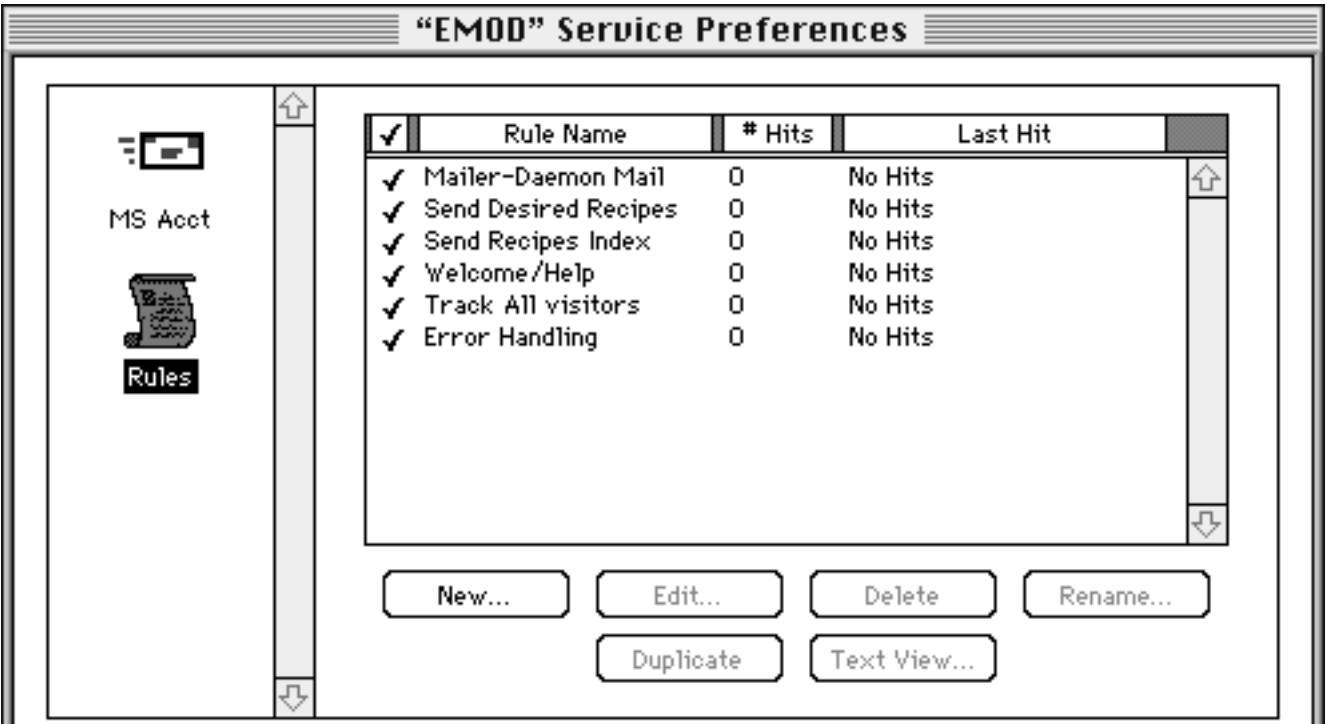 “EMOD” Service Preferences
MS Acct
Rules
✓ Rule Name # Hits Last Hit
✓ Mailer-Daemon Mail 0 No Hits
✓ Send Desired Recipes 0 No Hits
✓ Send Recipes Index 0 No Hits
✓ Welcome/Help 0 No Hits
✓ Track All visitors 0 No Hits
✓ Error Handling 0 No Hits
New... Edit... Delete Rename...
Duplicate Text View...